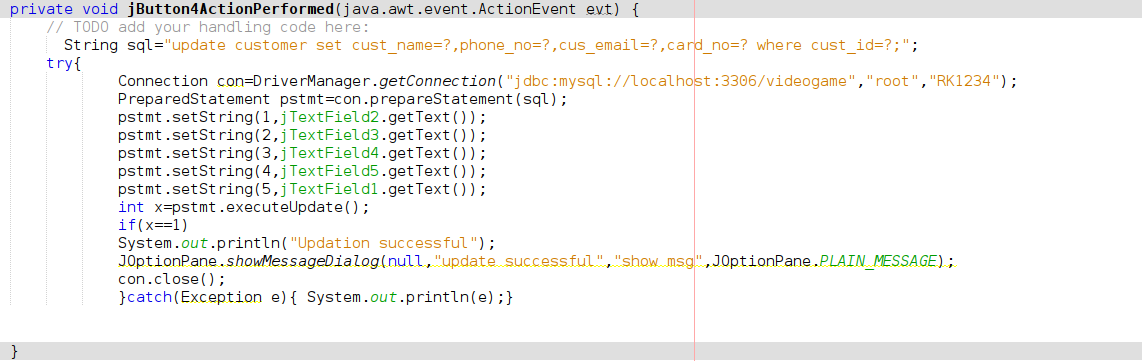 private void jButton4ActionPerformed(java.awt.event.ActionEvent evt) {
// TODO add your handling code here:
String sql="update customer set cust_name=?,phone_no=?,cus_email=?,card_no=? where cust_id=?;";
try{
Connection con=DriverManager.getConnection("jdbc:mysql://localhost:3306/videogame","root","RK1234");
PreparedStatement pstmt=con.prepareStatement(sql);
pstmt.setString(1,jTextField2.getText());
pstmt.setString(2,jTextField3.getText());
pstmt.setString(3,jTextField4.getText());
pstmt.setString(4,jTextField5.getText());
pstmt.setString(5,jTextField1.getText());
int x=pstmt.executeUpdate();
if(x==1)
System.out.println("Updation successful");
JOptionPane.showMessageDialog(null,"update successful","show msg",JOptionPane.PLAIN_MESSAGE);
con.close();
}catch(Exception e){ System.out.println(e);}
}